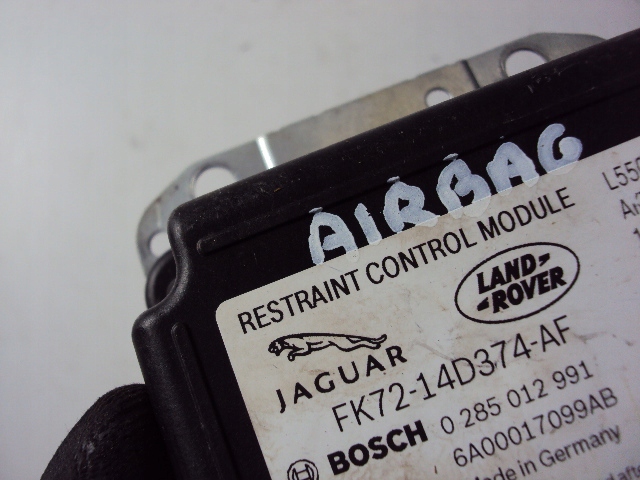 AIRBAG
RESTRAINT CONTROL MODULE
LAND
ROVER
JAGUAR
FK72-14D374-AF
BOSCH 0 285 012 991
6A00017099AB
Made in Germany